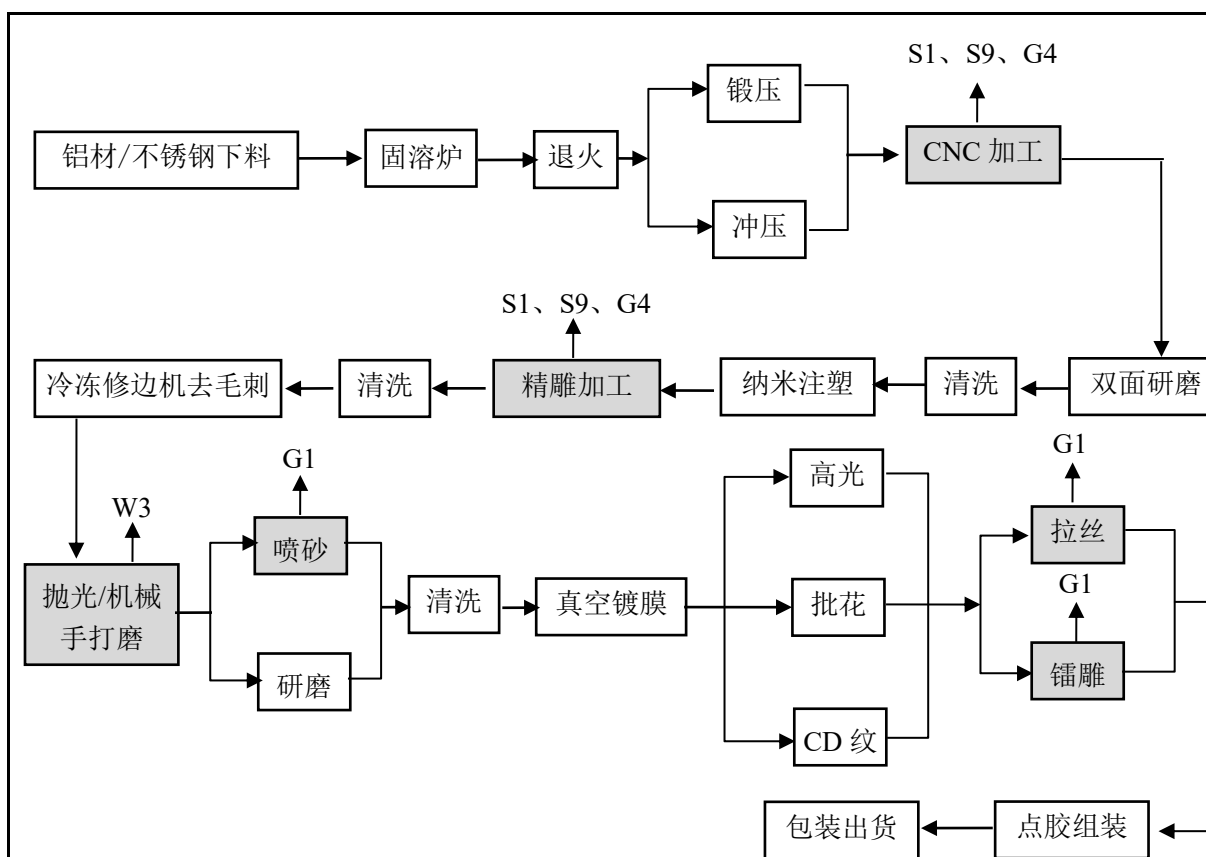 S1、S9、G4
锻压
铝材/不锈钢下料
固溶炉
退火
CNC 加工
冲压
S1、S9、G4
冷冻修边机去毛刺
清洗
精雕加工
纳米注塑
清洗
双面研磨
G1
W3
喷砂
抛光/机械
手打磨
研磨
清洗
真空镀膜
高光
批花
CD 纹
G1
拉丝
G1
镭雕
包装出货
点胶组装